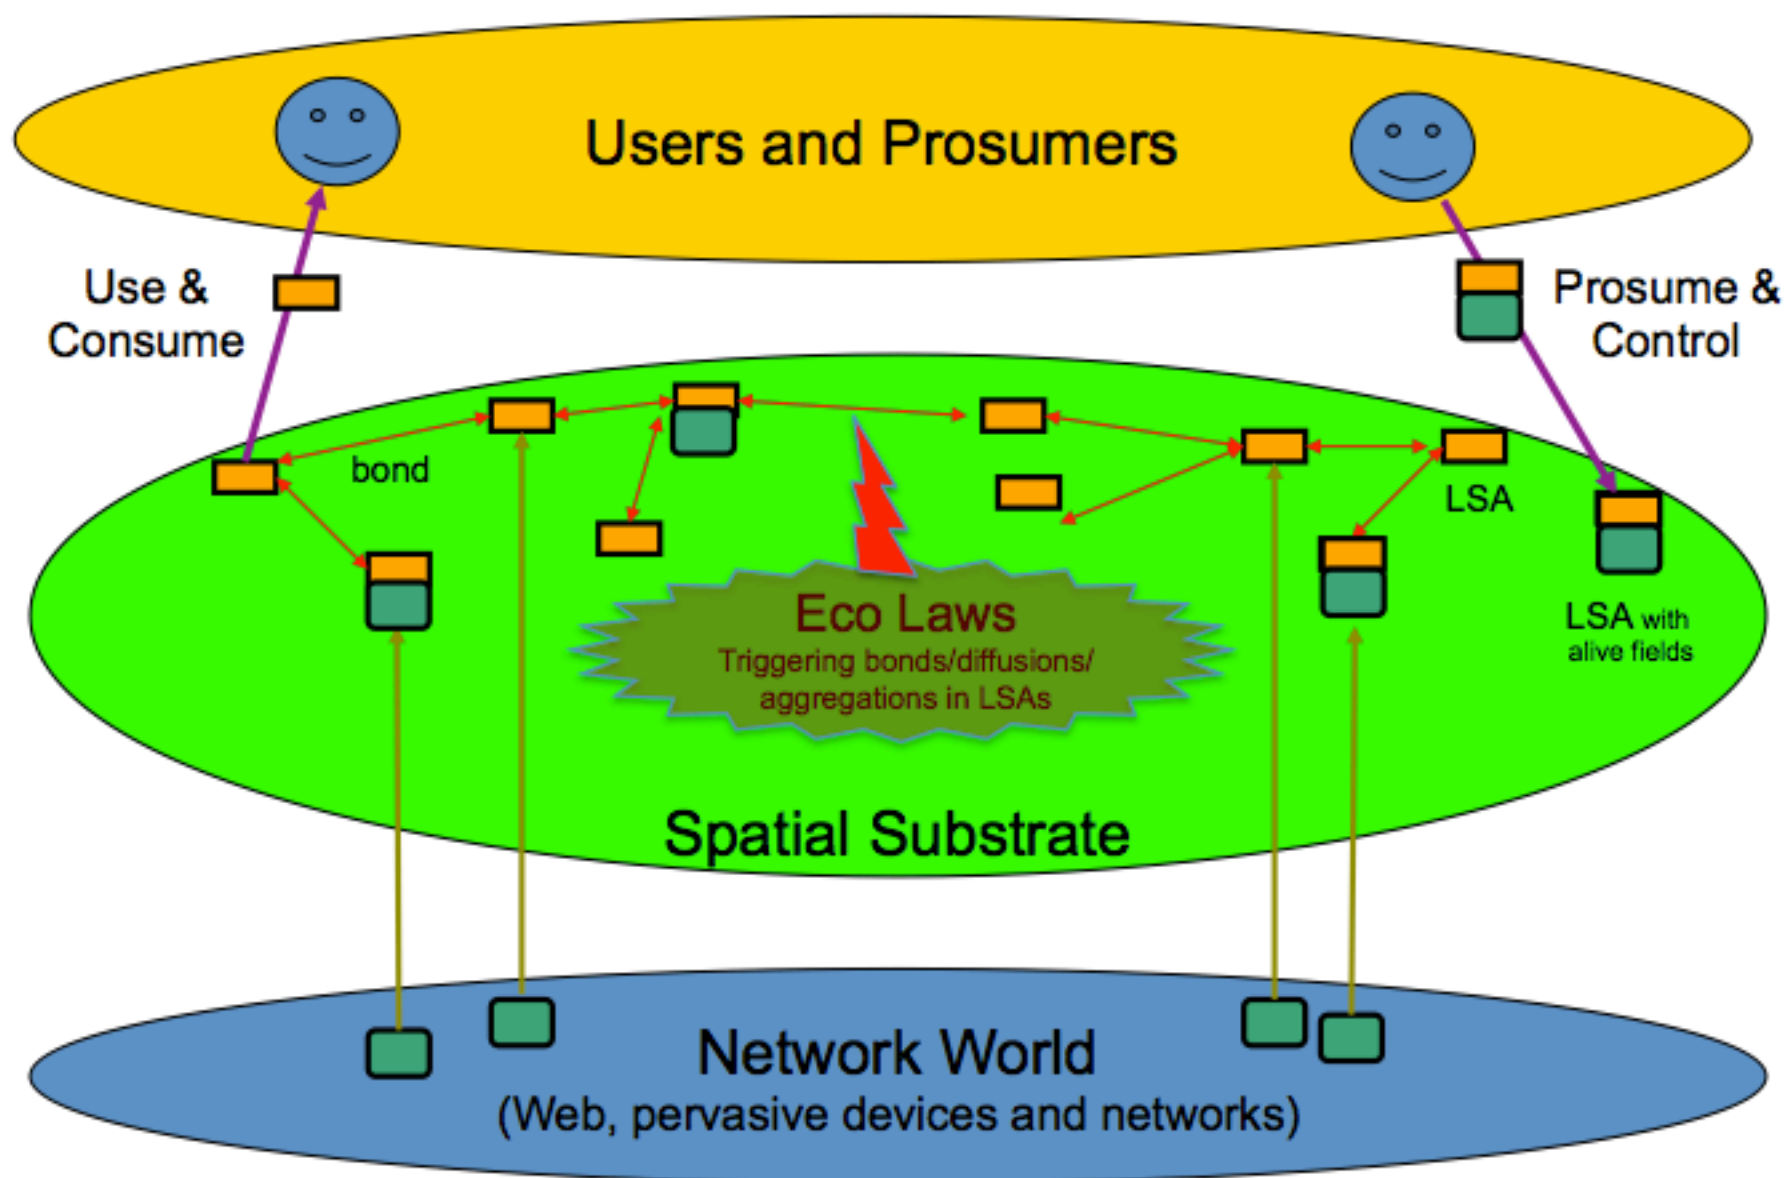 Users and Prosumers
Use &
Consume
Prosume &
Control
bond
LSA
LSA with
alive fields
Eco Laws
Triggering bonds/diffusions/
aggregations in LSAs
Spatial Substrate
Network World
(Web, pervasive devices and networks)